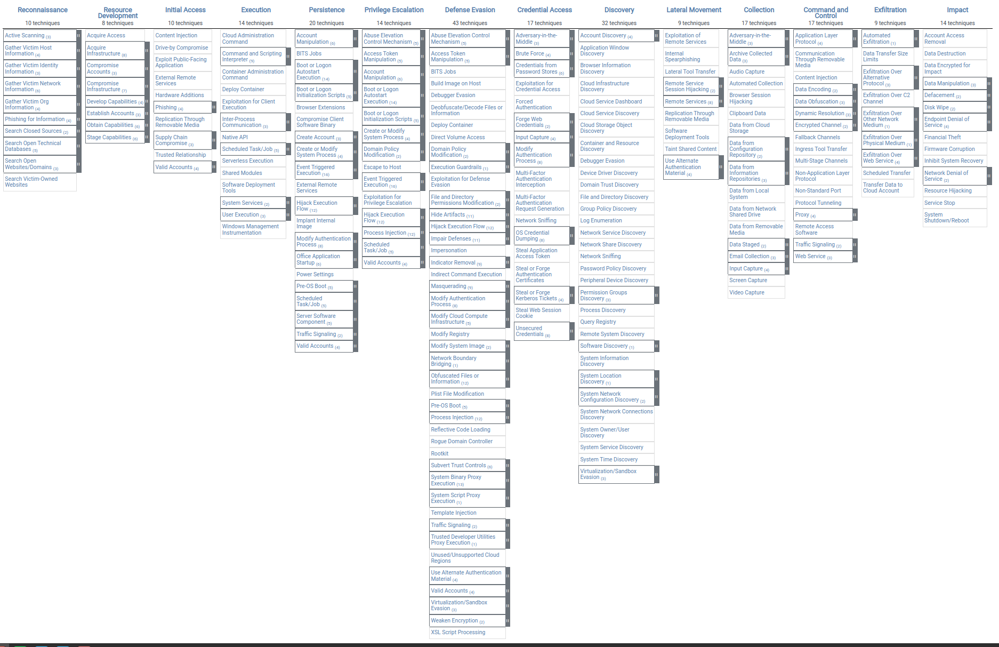 Reconnaissance
10 techniques
Active Scanning (3)
Gather Victim Host
Information (4)
Gather Victim Identity
Information (3)
Gather Victim Network
Information (6)
Gather Victim Org
Information (4)
Phishing for Information (4)
Search Closed Sources (2)
Search Open Technical
Databases (5)
Search Open
Websites/Domains (3)
Search Victim-Owned
Websites
Resource
Development
8 techniques
Acquire Access
Acquire
Infrastructure (8)
Compromise
Accounts (3)
Compromise
Infrastructure (7)
Develop Capabilities (4)
Establish Accounts (3)
Obtain Capabilities (6)
Stage Capabilities (6)
Initial Access
10 techniques
Content Injection
Drive-by Compromise
Exploit Public-Facing
Application
External Remote
Services
Hardware Additions
Phishing (4)
Replication Through
Removable Media
Supply Chain
Compromise (3)
Trusted Relationship
Valid Accounts (4)
Execution
14 techniques
Cloud Administration
Command
Command and Scripting
Interpreter (9)
Container Administration
Command
Deploy Container
Exploitation for Client
Execution
Inter-Process
Communication (3)
Native API
Scheduled Task/Job (5)
Serverless Execution
Shared Modules
Software Deployment
Tools
System Services (2)
User Execution (3)
Windows Management
Instrumentation
Persistence
20 techniques
Account
Manipulation (6)
BITS Jobs
Boot or Logon
Autostart
Execution (14)
Boot or Logon
Initialization Scripts (5)
Browser Extensions
Compromise Client
Software Binary
Create Account (3)
Create or Modify
System Process (4)
Event Triggered
Execution (16)
External Remote
Services
Hijack Execution
Flow (12)
Implant Internal
Image
Modify Authentication
Process (8)
Office Application
Startup (6)
Power Settings
Pre-OS Boot (5)
Scheduled
Task/Job (5)
Server Software
Component (5)
Traffic Signaling (2)
Valid Accounts (4)
Privilege Escalation
14 techniques
Abuse Elevation
Control Mechanism (5)
Access Token
Manipulation (5)
Account
Manipulation (6)
Boot or Logon
Autostart
Execution (14)
Boot or Logon
Initialization Scripts (5)
Create or Modify
System Process (4)
Domain Policy
Modification (2)
Escape to Host
Event Triggered
Execution (16)
Exploitation for
Privilege Escalation
Hijack Execution
Flow (12)
Process Injection (12)
Scheduled
Task/Job (5)
Valid Accounts (4)
Defense Evasion
43 techniques
Abuse Elevation Control
Mechanism (5)
Access Token
Manipulation (5)
BITS Jobs
Build Image on Host
Debugger Evasion
Deobfuscate/Decode Files or
Information
Deploy Container
Direct Volume Access
Domain Policy
Modification (2)
Execution Guardrails (1)
Exploitation for Defense
Evasion
File and Directory
Permissions Modification (2)
Hide Artifacts (11)
Hijack Execution Flow (12)
Impair Defenses (11)
Impersonation
Indicator Removal (9)
Indirect Command Execution
Masquerading (9)
Modify Authentication
Process (8)
Modify Cloud Compute
Infrastructure (5)
Modify Registry
Modify System Image (2)
Network Boundary
Bridging (1)
Obfuscated Files or
Information (12)
Plist File Modification
Pre-OS Boot (5)
Process Injection (12)
Reflective Code Loading
Rogue Domain Controller
Rootkit
Subvert Trust Controls (6)
System Binary Proxy
Execution (13)
System Script Proxy
Execution (1)
Template Injection
Traffic Signaling (2)
Trusted Developer Utilities
Proxy Execution (1)
Unused/Unsupported Cloud
Regions
Use Alternate Authentication
Material (4)
Valid Accounts (4)
Virtualization/Sandbox
Evasion (3)
Weaken Encryption (2)
XSL Script Processing
Credential Access
17 techniques
Adversary-in-the-
Middle (3)
Brute Force (4)
Credentials from
Password Stores (6)
Exploitation for
Credential Access
Forced
Authentication
Forge Web
Credentials (2)
Input Capture (4)
Modify
Authentication
Process (8)
Multi-Factor
Authentication
Interception
Multi-Factor
Authentication
Request Generation
Network Sniffing
OS Credential
Dumping (8)
Steal Application
Access Token
Steal or Forge
Authentication
Certificates
Steal or Forge
Kerberos Tickets (4)
Steal Web Session
Cookie
Unsecured
Credentials (8)
Discovery
32 techniques
Account Discovery (4)
Application Window
Discovery
Browser Information
Discovery
Cloud Infrastructure
Discovery
Cloud Service Dashboard
Cloud Service Discovery
Cloud Storage Object
Discovery
Container and Resource
Discovery
Debugger Evasion
Device Driver Discovery
Domain Trust Discovery
File and Directory Discovery
Group Policy Discovery
Log Enumeration
Network Service Discovery
Network Share Discovery
Network Sniffing
Password Policy Discovery
Peripheral Device Discovery
Permission Groups
Discovery (3)
Process Discovery
Query Registry
Remote System Discovery
Software Discovery (1)
System Information
Discovery
System Location
Discovery (1)
System Network
Configuration Discovery (2)
System Network Connections
Discovery
System Owner/User
Discovery
System Service Discovery
System Time Discovery
Virtualization/Sandbox
Evasion (3)
Lateral Movement
9 techniques
Exploitation of
Remote Services
Internal
Spearphishing
Lateral Tool Transfer
Remote Service
Session Hijacking (2)
Remote Services (8)
Replication Through
Removable Media
Software
Deployment Tools
Taint Shared Content
Use Alternate
Authentication
Material (4)
Collection
17 techniques
Adversary-in-the-
Middle (3)
Archive Collected
Data (3)
Audio Capture
Automated Collection
Browser Session
Hijacking
Clipboard Data
Data from Cloud
Storage
Data from
Configuration
Repository (2)
Data from
Information
Repositories (3)
Data from Local
System
Data from Network
Shared Drive
Data from Removable
Media
Data Staged (2)
Email Collection (3)
Input Capture (4)
Screen Capture
Video Capture
Command and
Control
17 techniques
Application Layer
Protocol (4)
Communication
Through Removable
Media
Content Injection
Data Encoding (2)
Data Obfuscation (3)
Dynamic Resolution (3)
Encrypted Channel (2)
Fallback Channels
Ingress Tool Transfer
Multi-Stage Channels
Non-Application Layer
Protocol
Non-Standard Port
Protocol Tunneling
Proxy (4)
Remote Access
Software
Traffic Signaling (2)
Web Service (3)
Exfiltration
9 techniques
Automated
Exfiltration (1)
Data Transfer Size
Limits
Exfiltration Over
Alternative
Protocol (3)
Exfiltration Over C2
Channel
Exfiltration Over
Other Network
Medium (1)
Exfiltration Over
Physical Medium (1)
Exfiltration Over
Web Service (4)
Scheduled Transfer
Transfer Data to
Cloud Account
Impact
14 techniques
Account Access
Removal
Data Destruction
Data Encrypted for
Impact
Data Manipulation (3)
Defacement (2)
Disk Wipe (2)
Endpoint Denial of
Service (4)
Financial Theft
Firmware Corruption
Inhibit System Recovery
Network Denial of
Service (2)
Resource Hijacking
Service Stop
System
Shutdown/Reboot